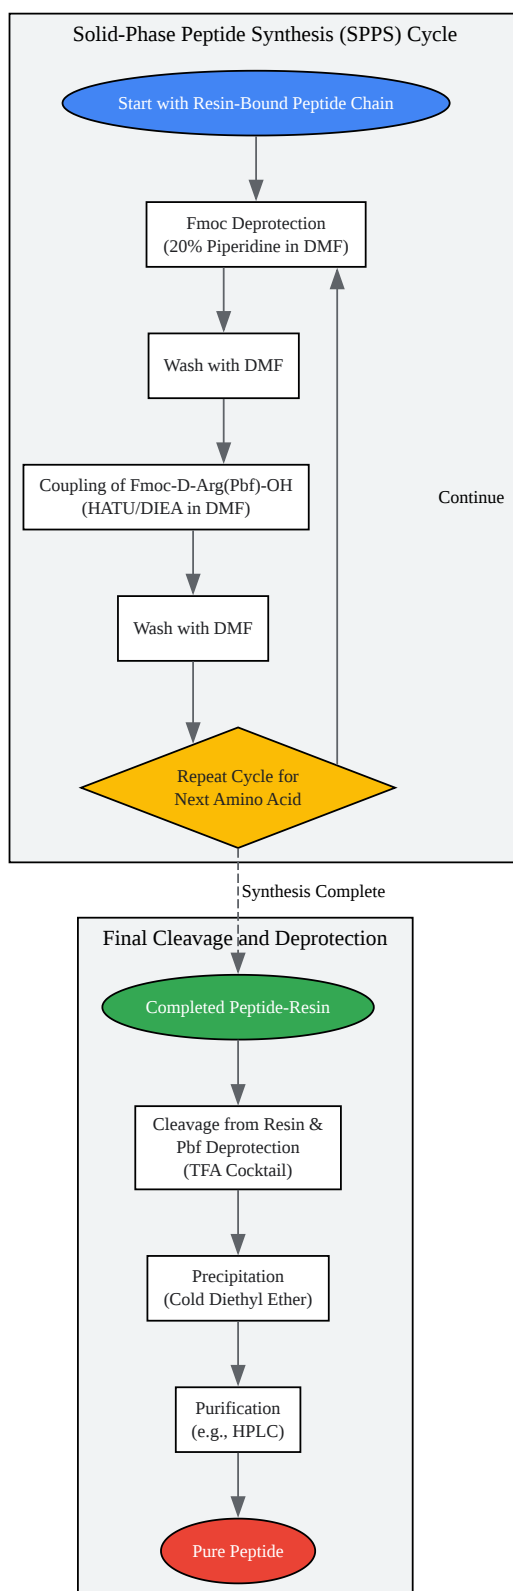 Solid-Phase Peptide Synthesis (SPPS) Cycle
Start with Resin-Bound Peptide Chain
Fmoc Deprotection
(20% Piperidine in DMF)
Wash with DMF
Coupling of Fmoc-D-Arg(Pbf)-OH
(HATU/DIEA in DMF)
Continue
Wash with DMF
Repeat Cycle for
Next Amino Acid
Synthesis Complete
Final Cleavage and Deprotection
Completed Peptide-Resin
Cleavage from Resin &
Pbf Deprotection
(TFA Cocktail)
Precipitation
(Cold Diethyl Ether)
Purification
(e.g., HPLC)
Pure Peptide